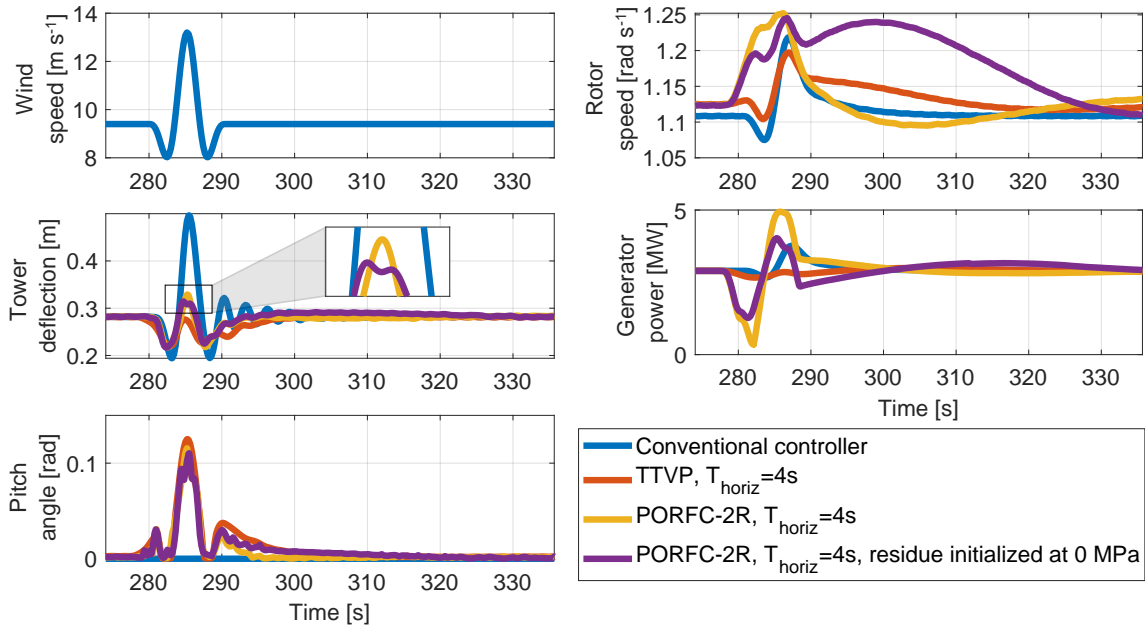 Wind
speed [m s-1]
14
12
10
8
280
290
300
310
320
330
Tower
deflection [m]
0.4
0.3
0.2
280
290
300
310
320
330
Pitch
angle [rad]
0.1
0
280
290
300
310
320
330
Time [s]
Rotor
speed [rad s-1]
1.25
1.2
1.15
1.1
1.05
280
290
300
310
320
330
Generator
power [MW]
5
0
280
290
300
310
320
330
Time [s]
Conventional controller
TTVP, Thoriz=4s
PORFC-2R, Thoriz=4s
PORFC-2R, Thoriz=4s, residue initialized at 0 MPa